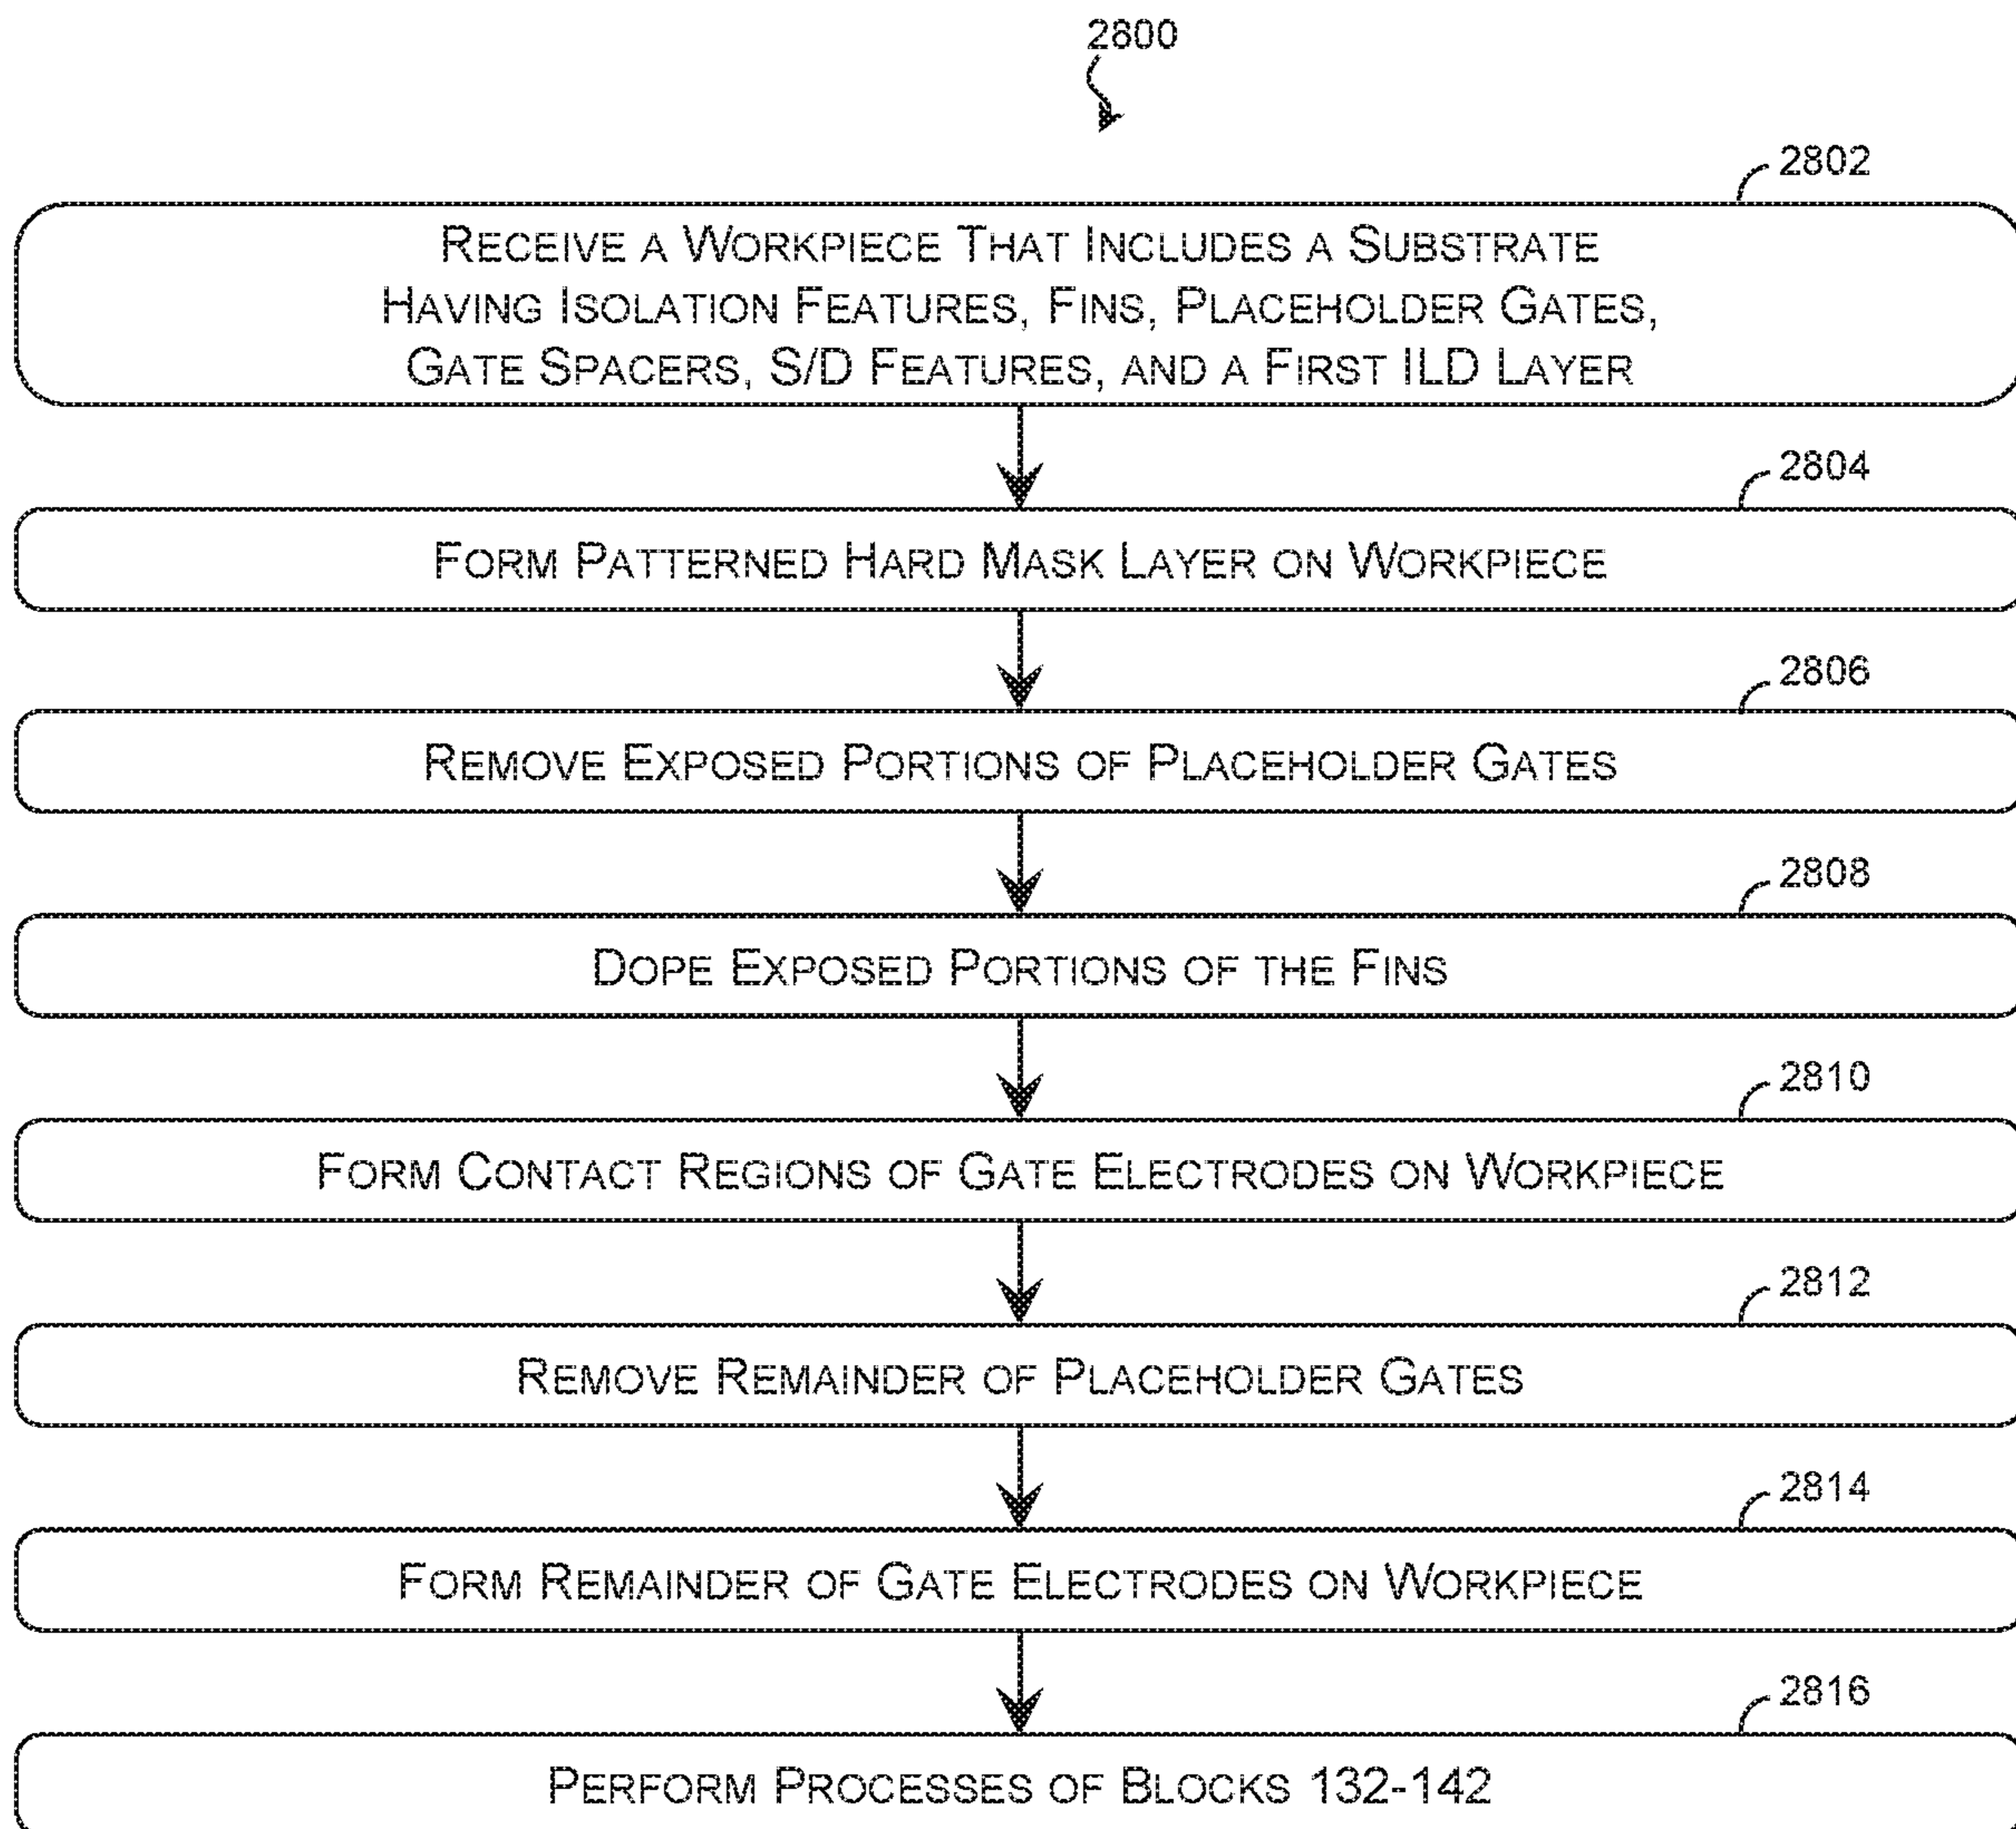 2800
2802
RECEIVE A WORKPIECE THAT INCLUDES A SUBSTRATE
HAVING ISOLATION FEATURES, FINS, PLACEHOLDER GATES,
GATE SPACERS, S/D FEATURES, AND A FIRST ILD LAYER
2804
FORM PATTERNED HARD MASK LAYER ON WORKPIECE
2806
REMOVE EXPOSED PORTIONS OF PLACEHOLDER GATES
2808
DOPE EXPOSED PORTIONS OF THE FINS
2810
FORM CONTACT REGIONS OF GATE ELECTRODES ON WORKPIECE
2812
REMOVE REMAINDER OF PLACEHOLDER GATES
2814
FORM REMAINDER OF GATE ELECTRODES ON WORKPIECE
2816
PERFORM PROCESSES OF BLOCKS 132-142